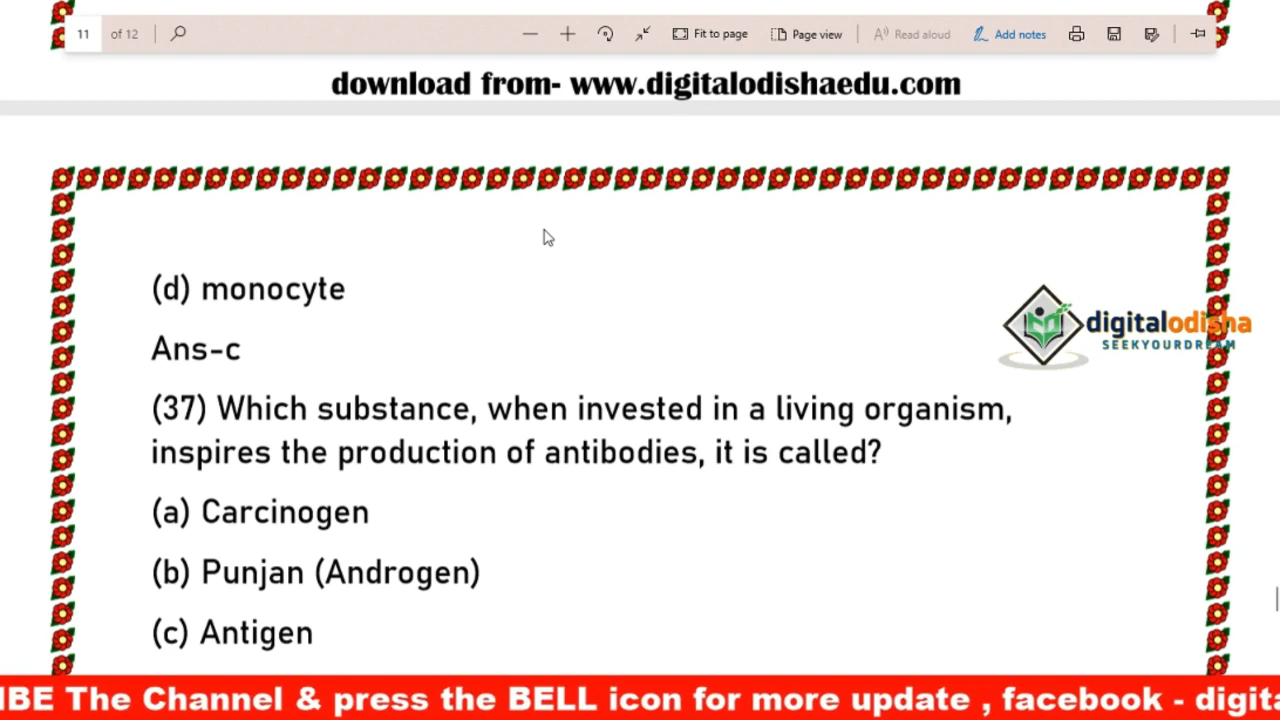 11 of 12 Fit to page Page view Read aloud Add notes
download from- www.digitalodishaedu.com
(d) monocyte
digitalodisha
SEEKYOURDREAM
Ans-c
(37) Which substance, when invested in a living organism,
inspires the production of antibodies, it is called?
(a) Carcinogen
(b) Punjan (Androgen)
(c) Antigen
IBE The Channel & press the BELL icon for more update , facebook - digit